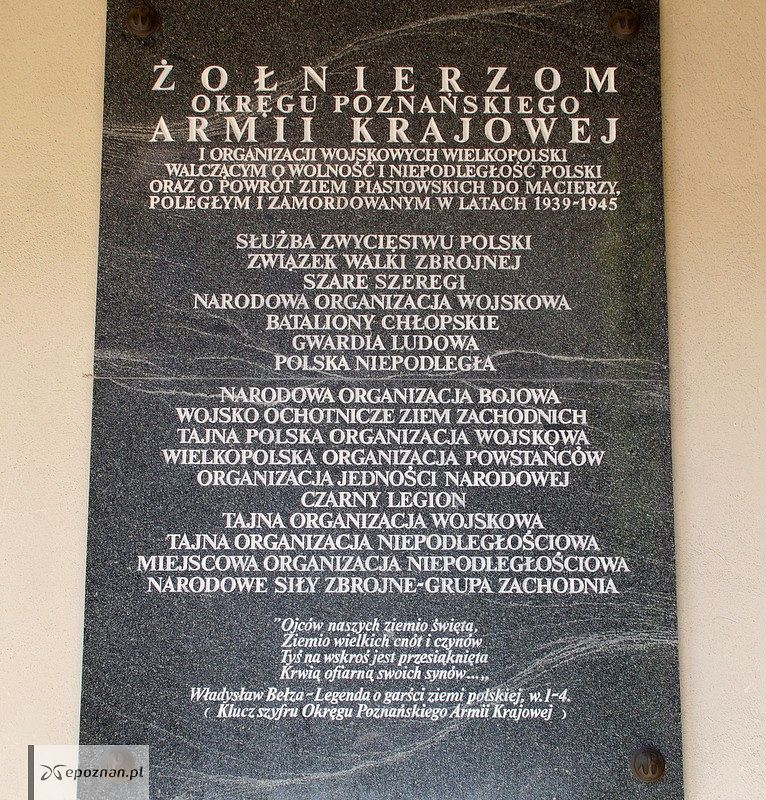 ŻOŁNIERZOM
OKRĘGU POZNAŃSKIEGO
ARMII KRAJOWEJ
I ORGANIZACJI WOJSKOWYCH WIELKOPOLSKI
WALCZĄCYM O WOLNOŚĆ I NIEPODLEGŁOŚĆ POLSKI
ORAZ O POWRÓT ZIEM PIASTOWSKICH DO MACIERZY,
POLEGŁYM I ZAMORDOWANYM W LATACH 1939-1945
SŁUŻBA ZWYCIĘSTWU POLSKI
ZWIĄZEK WALKI ZBROJNEJ
SZARE SZEREGI
NARODOWA ORGANIZACJA WOJSKOWA
BATALIONY CHŁOPSKIE
GWARDIA LUDOWA
POLSKA NIEPODLEGŁA
NARODOWA ORGANIZACJA BOJOWA
WOJSKO OCHOTNICZE ZIEM ZACHODNICH
TAJNA POLSKA ORGANIZACJA WOJSKOWA
WIELKOPOLSKA ORGANIZACJA POWSTAŃCÓW
ORGANIZACJA JEDNOŚCI NARODOWEJ
CZARNY LEGION
TAJNA ORGANIZACJA WOJSKOWA
TAJNA ORGANIZACJA NIEPODLEGŁOŚCIOWA
MIEJSCOWA ORGANIZACJA NIEPODLEGŁOŚCIOWA
NARODOWE SIŁY ZBROJNE-GRUPA ZACHODNIA
"Ojców naszych ziemio święta,
Ziemio wielkich cnót i czynów
Tyś na wskroś jest przesiąknięta
Krwią ofiarną swoich synów...„
Władysław Bełza-Legenda o garści ziemi polskiej, w. 1-4.
( Klucz szyfru Okręgu Poznańskiego Armii Krajowej )
epoznan.pl